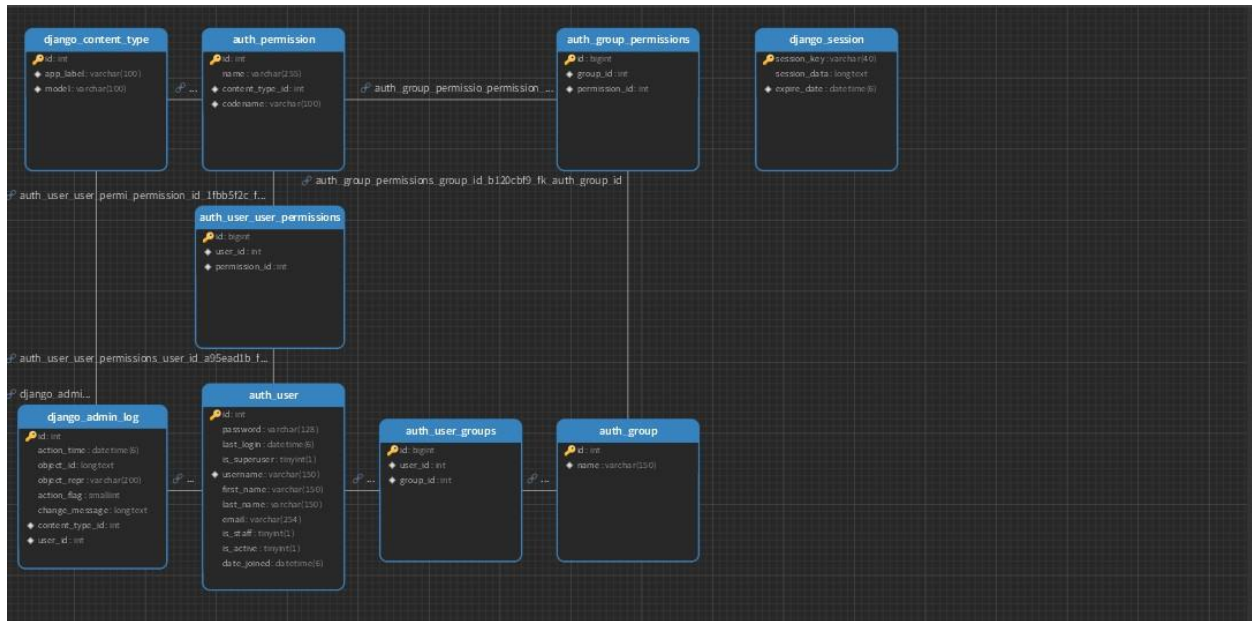 django_content_type
id: int
app_label: varchar(100)
model: varchar(100)
...
auth_permission
id: int
name: varchar(255)
content_type_id: int
codename: varchar(100)
auth_group_permissio permission_...
auth_group_permissions
id: bigint
group_id: int
permission_id: int
django_session
session_key: varchar(40)
session_data: longtext
expire_date: datetime(6)
auth_group_permissions_group_id_b120cbf9_fk_auth_group_id
auth_user_user_permi_permission_id_1fbb5f2c_f...
auth_user_user_permissions
id: bigint
user_id: int
permission_id: int
auth_user_user_permissions_user_id_a95ead1b_f...
django_admi...
django_admin_log
id: int
action_time: datetime(6)
object_id: longtext
object_repr: varchar(200)
action_flag: smallint
change_message: longtext
content_type_id: int
user_id: int
...
auth_user
id: int
password: varchar(128)
last_login: datetime(6)
is_superuser: tinyint(1)
username: varchar(150)
first_name: varchar(150)
last_name: varchar(150)
email: varchar(254)
is_staff: tinyint(1)
is_active: tinyint(1)
date_joined: datetime(6)
...
auth_user_groups
id: bigint
user_id: int
group_id: int
...
auth_group
id: int
name: varchar(150)